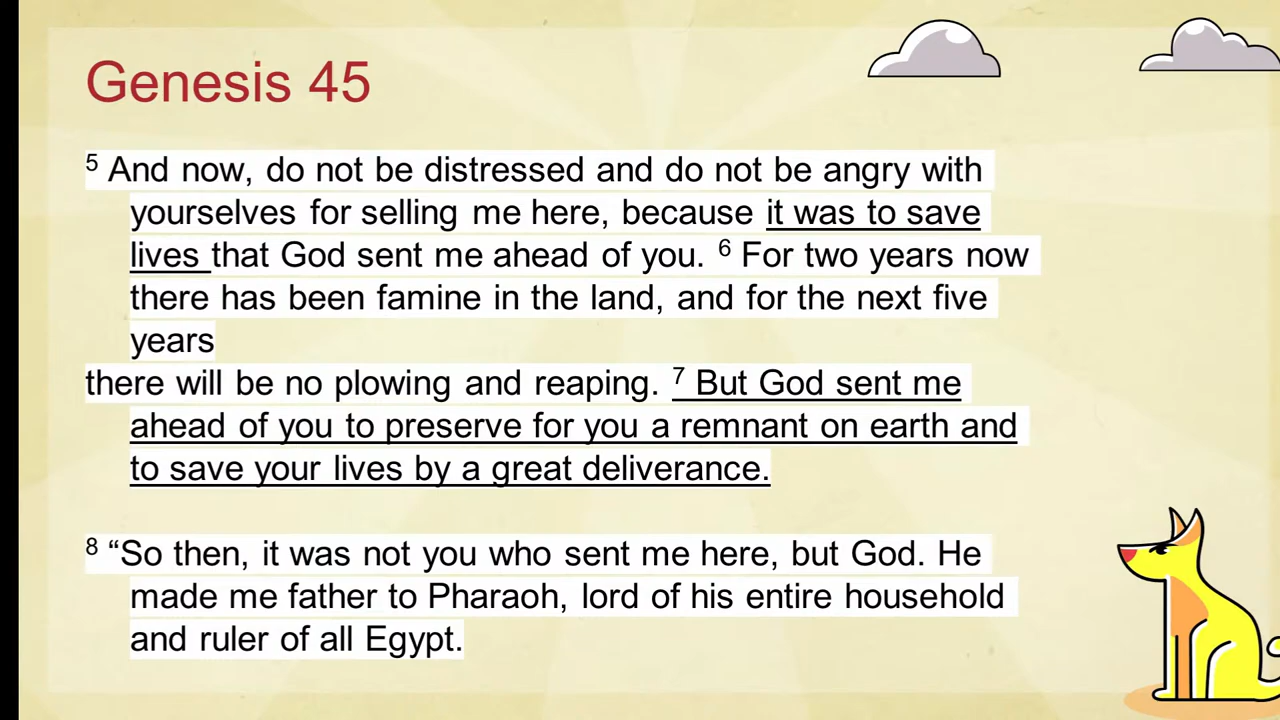 Genesis 45
5 And now, do not be distressed and do not be angry with
yourselves for selling me here, because it was to save
lives that God sent me ahead of you. 6 For two years now
there has been famine in the land, and for the next five
years
there will be no plowing and reaping. 7 But God sent me
ahead of you to preserve for you a remnant on earth and
to save your lives by a great deliverance.
8 “So then, it was not you who sent me here, but God. He
made me father to Pharaoh, lord of his entire household
and ruler of all Egypt.